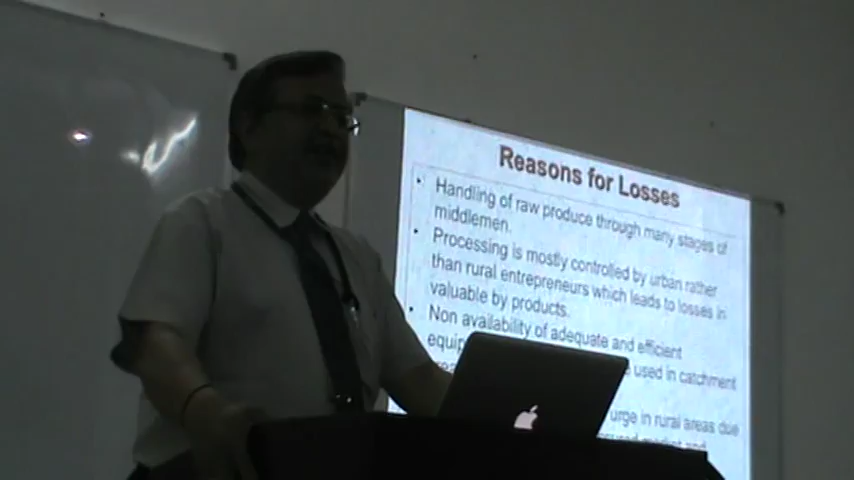 Reasons for Losses
• Handling of raw produce through many stages of
middlemen.
• Processing is mostly controlled by urban rather
than rural entrepreneurs which leads to losses in
valuable by products.
• Non availability of adequate and efficient
used in catchment
urge in rural areas due
market and